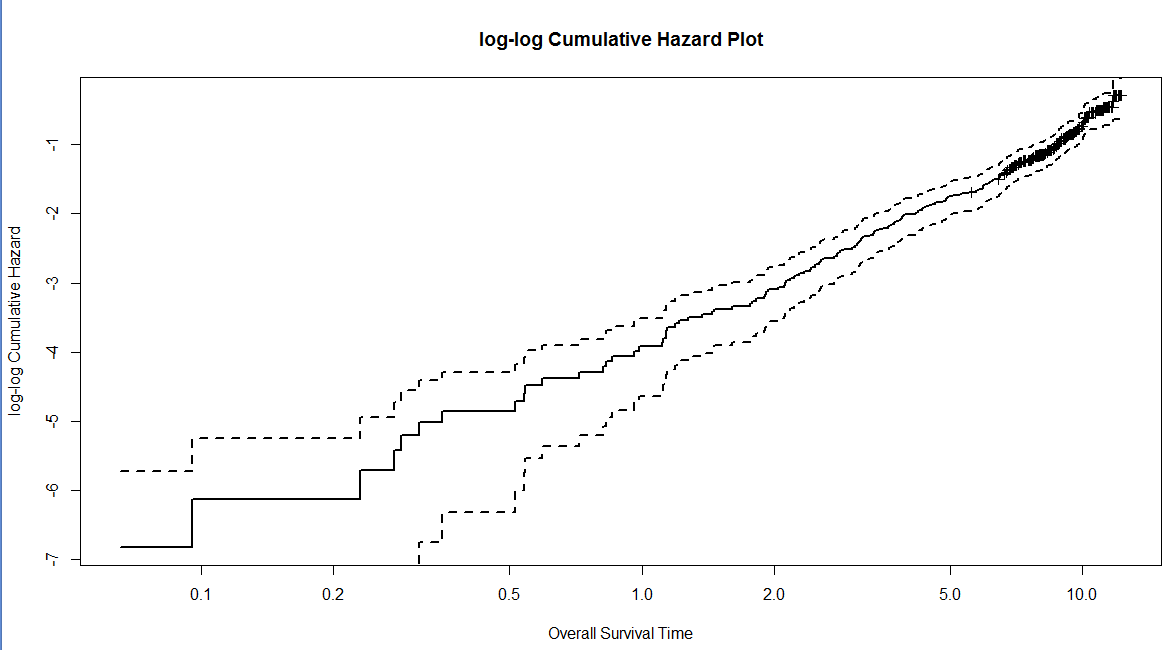 log-log Cumulative Hazard Plot
log-log Cumulative Hazard
-1
-2
-3
-4
-5
-6
-7
0.1 0.2 0.5 1.0 2.0 5.0 10.0
Overall Survival Time